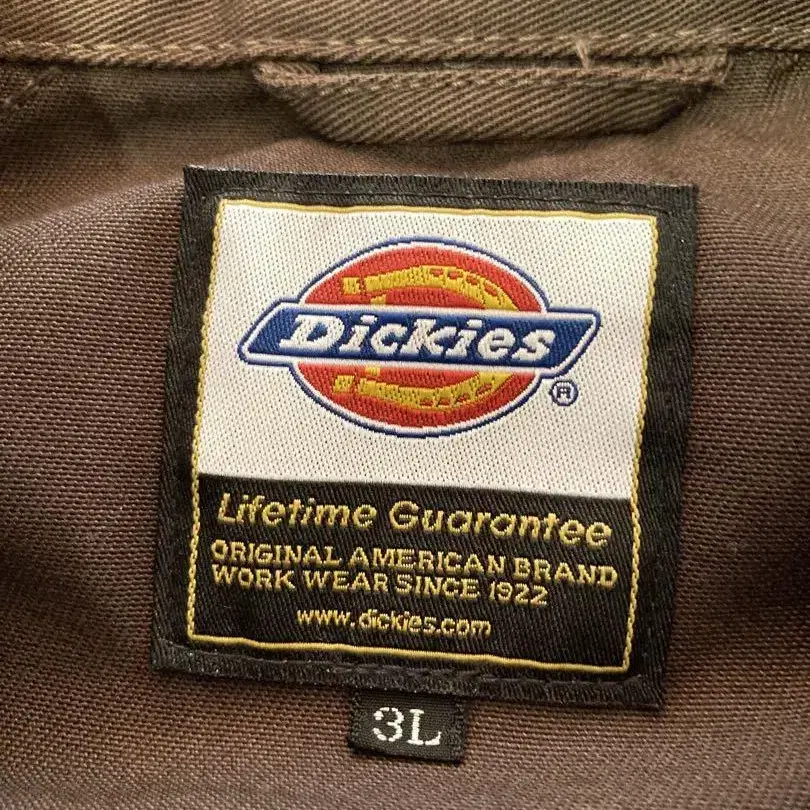 Dickies
®
Lifetime Guarantee
ORIGINAL AMERICAN BRAND
WORK WEAR SINCE 1922
www.dickies.com
3L